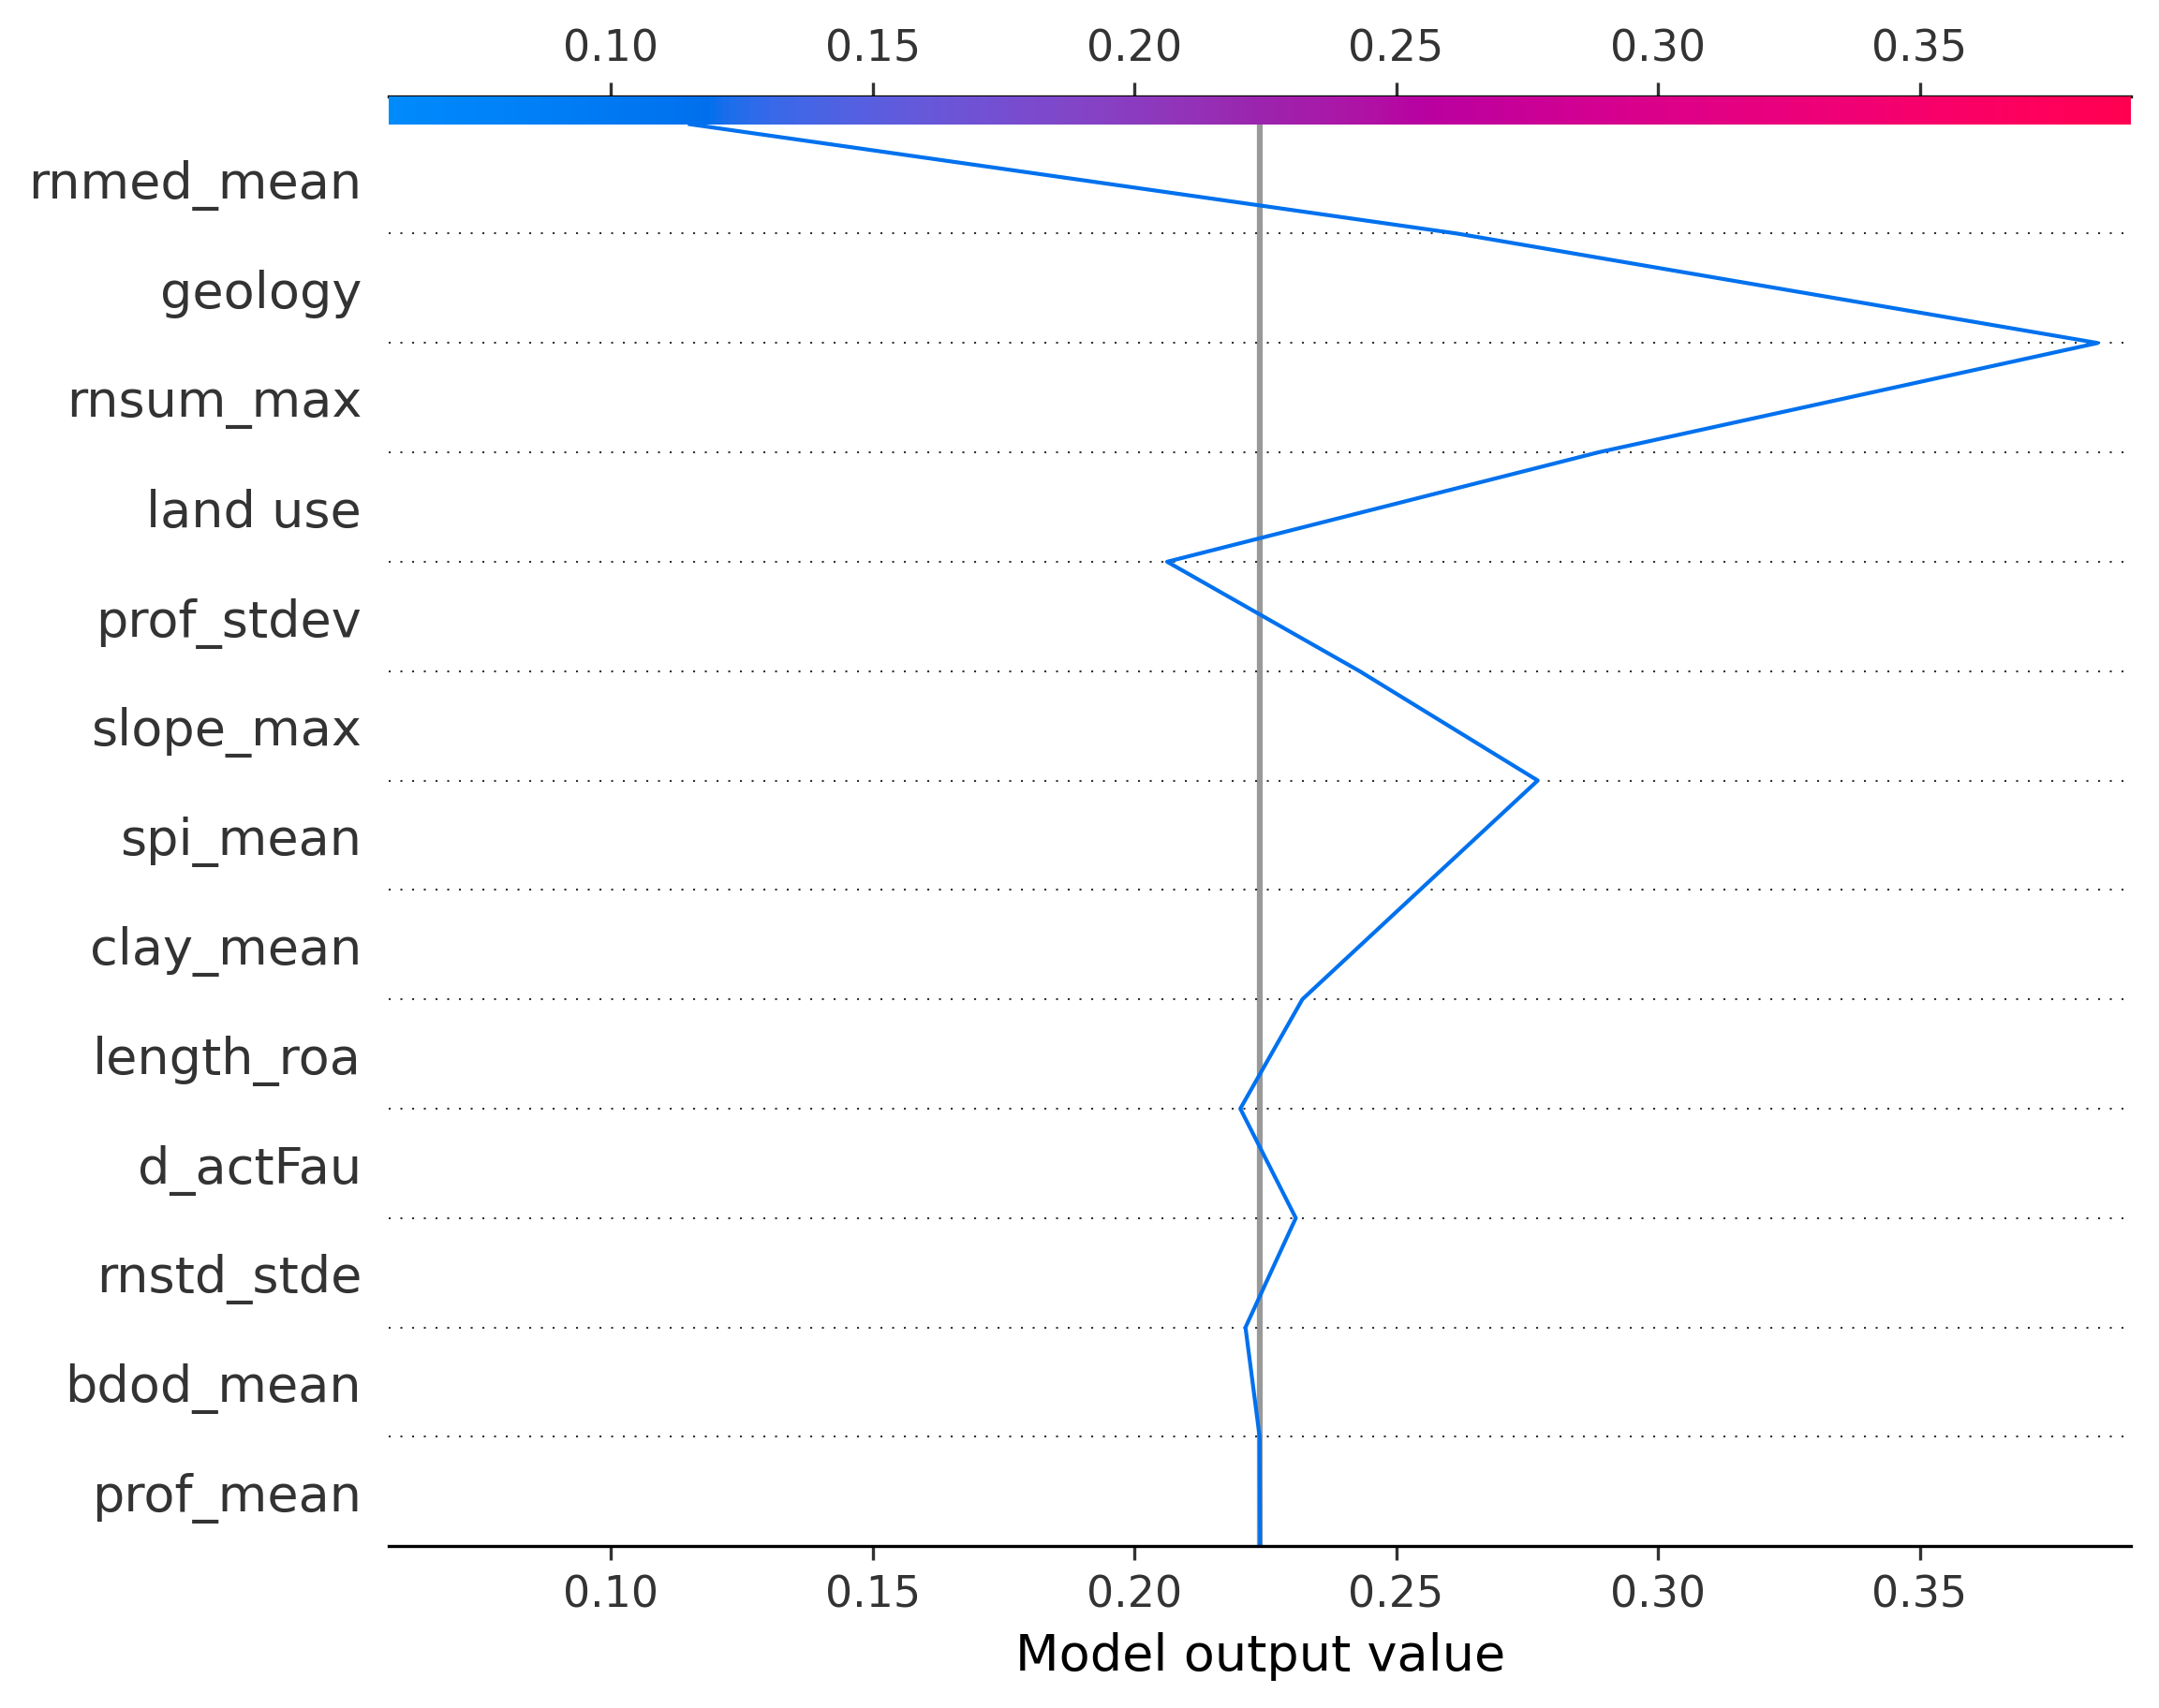 0.10 0.15 0.20 0.25 0.30 0.35
rnmed_mean
geology
rnsum_max
land use
prof_stdev
slope_max
spi_mean
clay_mean
length_roa
d_actFau
rnstd_stde
bdod_mean
prof_mean
0.10 0.15 0.20 0.25 0.30 0.35
Model output value